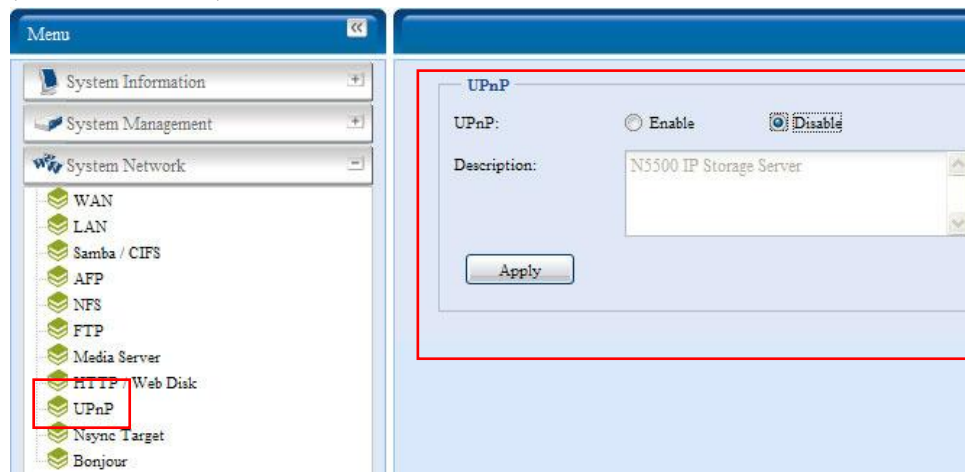 Menu
System Information
System Management
System Network
WAN
LAN
Samba / CIFS
AFP
NFS
FTP
Media Server
HTTP / Web Disk
UPnP
Nsync Target
Bonjour
UPnP
UPnP: Enable Disable
Description: N5500 IP Storage Server
Apply